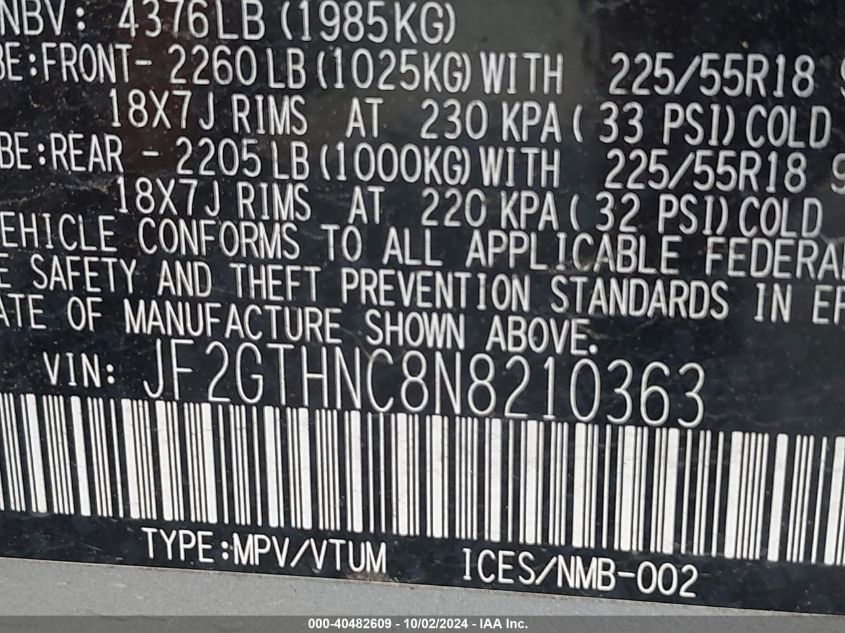 NBV: 4376LB (1985KG)
BE:FRONT- 2260 LB (1025KG) WITH 225/55R18
18X7J RIMS AT 230 KPA ( 33 PSI) COLD
BE:REAR - 2205 LB (1000KG) WITH 225/55R18
18X7J RIMS AT 220 KPA ( 32 PSI) COLD
EHICLE CONFORMS TO ALL APPLICABLE FEDERA
E SAFETY AND THEFT PREVENTION STANDARDS IN EF
ATE OF MANUFACTURE SHOWN ABOVE.
VIN: JF2GTHNC8N8210363
TYPE:MPV/VTUM ICES/NMB-002
000-40482609 - 10/02/2024 - IAA Inc.